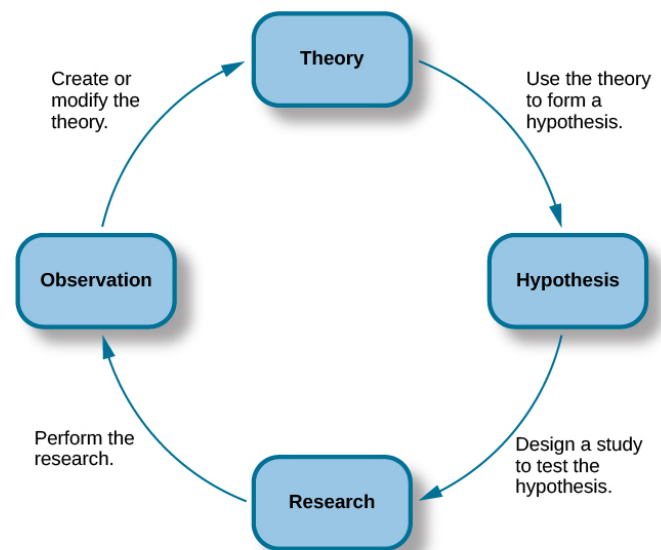 Theory
Use the theory
to form a
hypothesis.
Hypothesis
Design a study
to test the
hypothesis.
Research
Perform the
research.
Observation
Create or
modify the
theory.